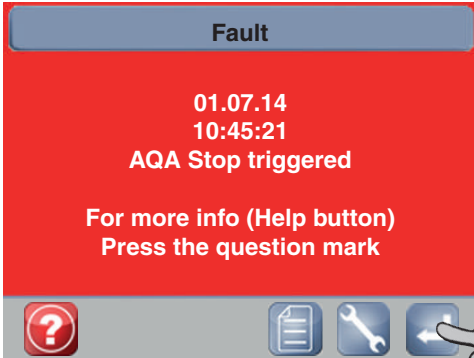 Fault
01.07.14
10:45:21
AQA Stop triggered
For more info (Help button)
Press the question mark
?